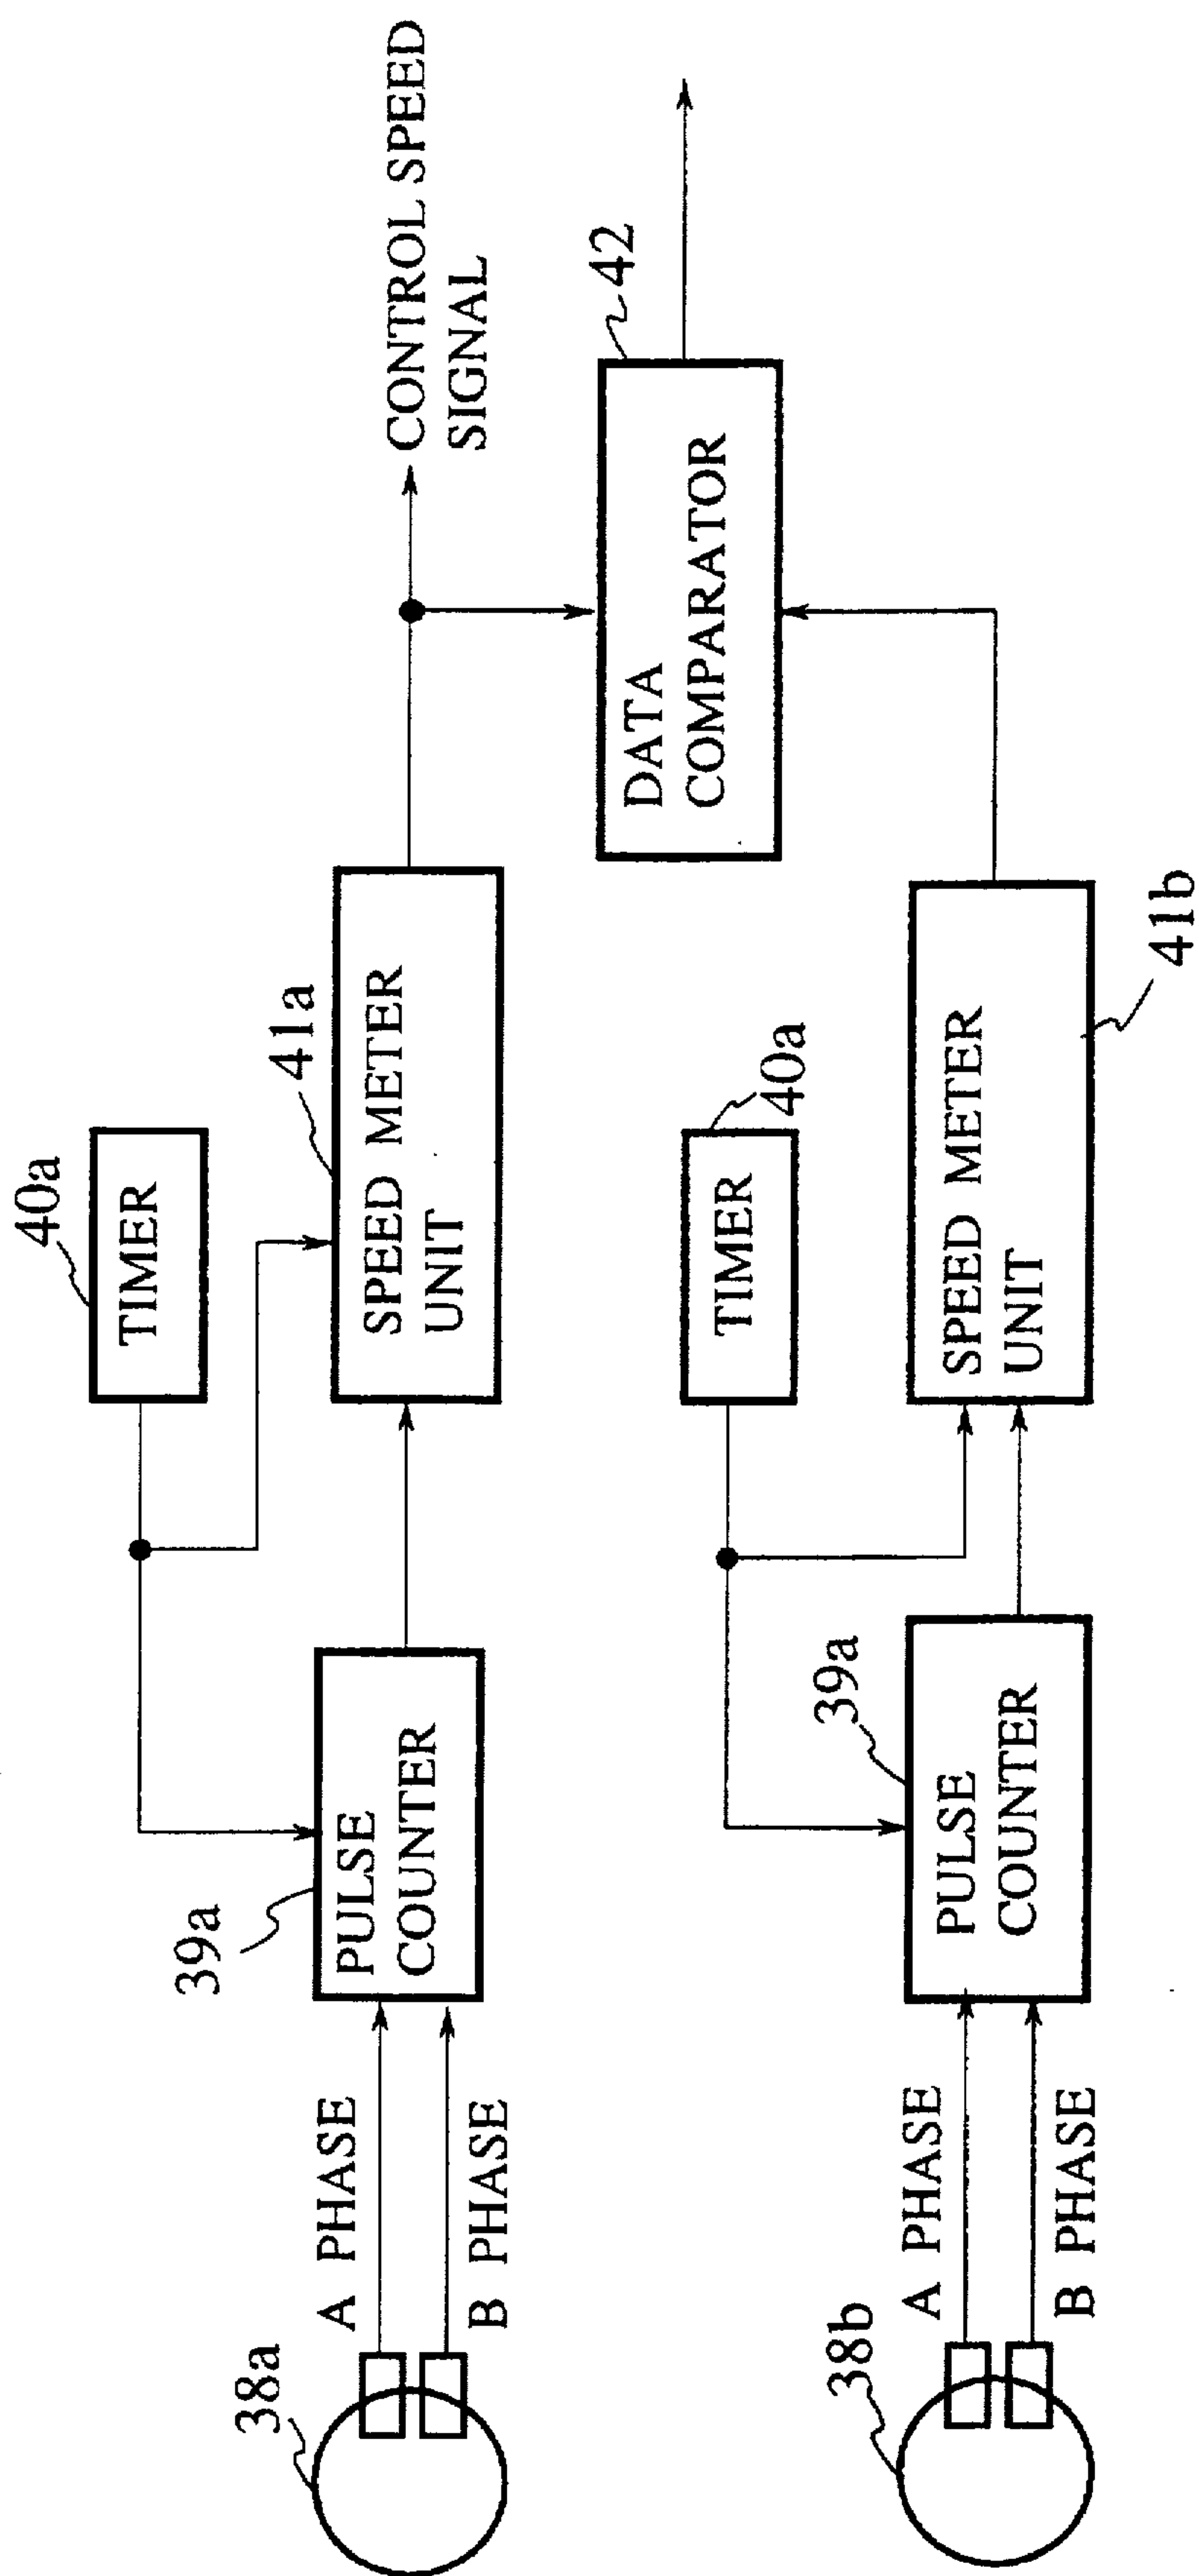 40a
TIMER
39a
PULSE
COUNTER
41a
SPEED METER
UNIT
CONTROL SPEED
SIGNAL
38a
A PHASE
B PHASE
42
DATA
COMPARATOR
40a
TIMER
39a
PULSE
COUNTER
SPEED METER
UNIT
41b
38b
A PHASE
B PHASE